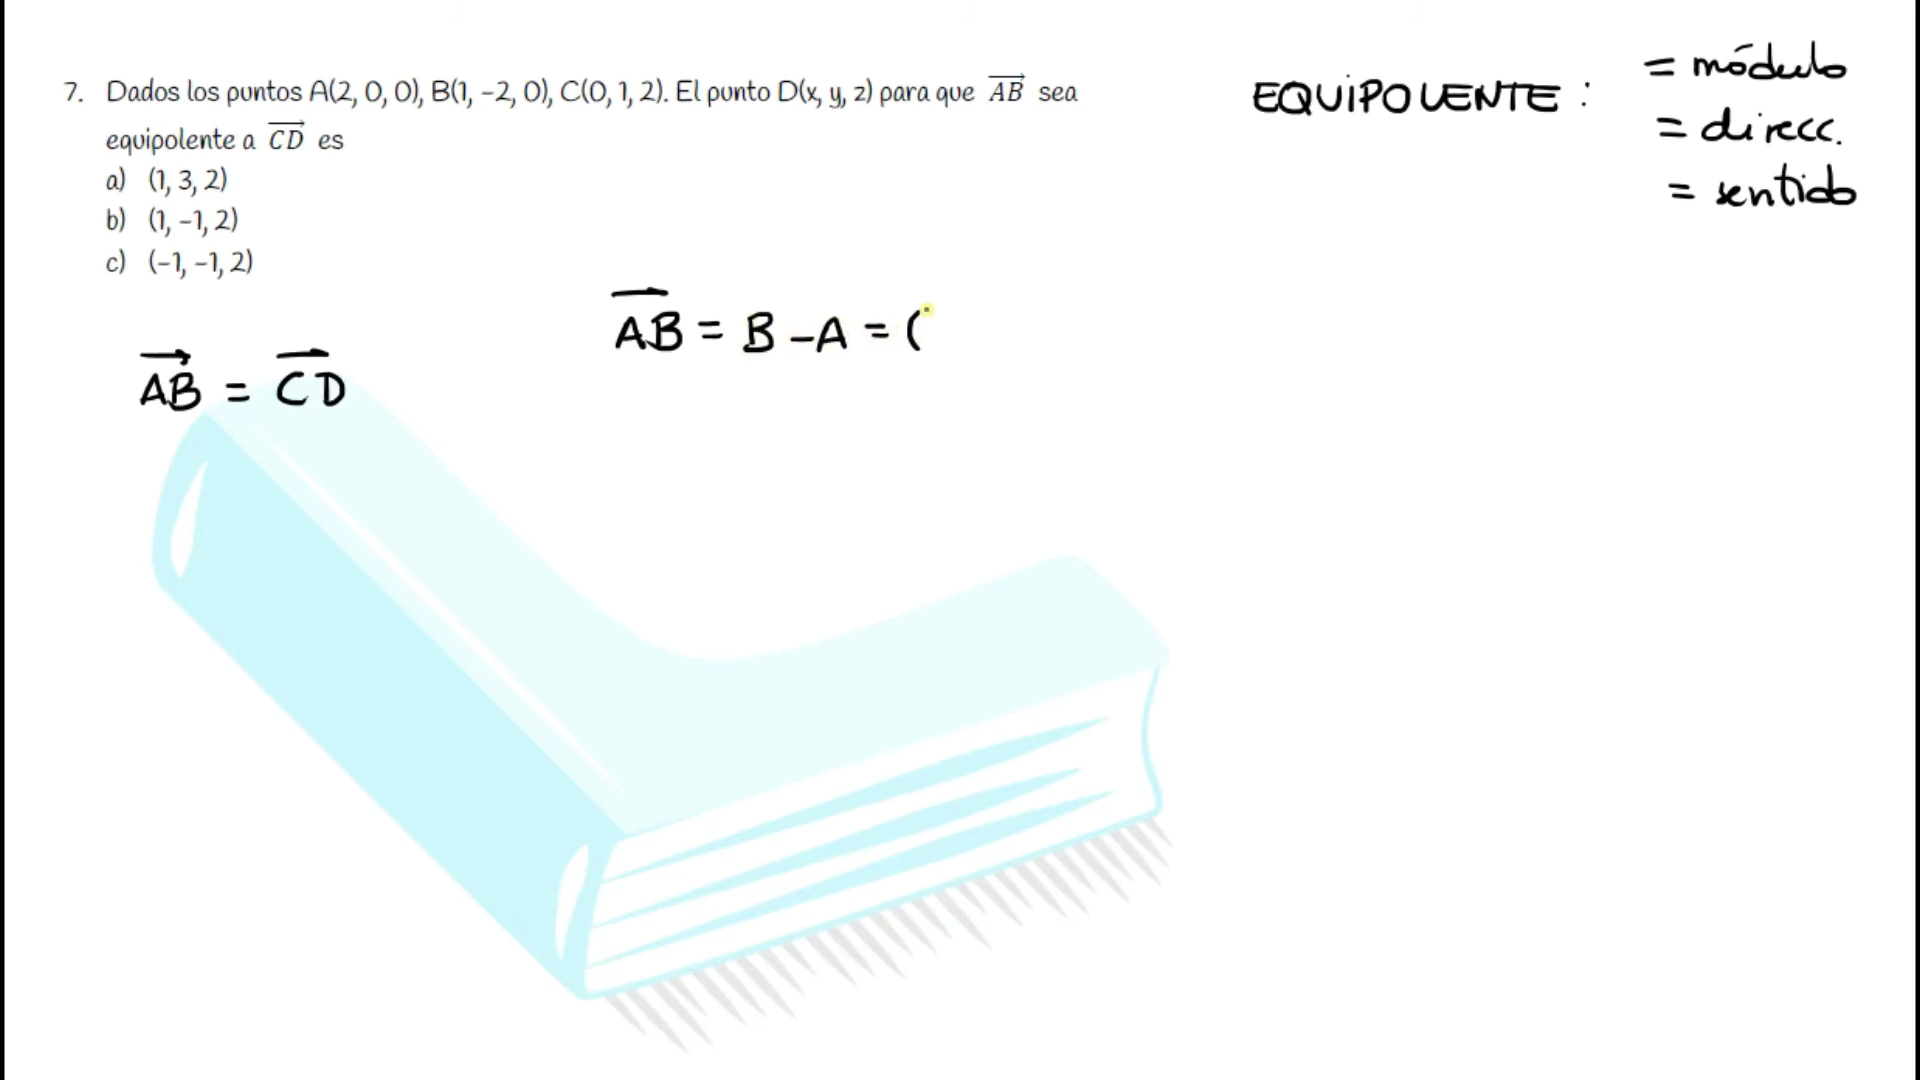 7. Dados los puntos A(2, 0, 0), B(1, -2, 0), C(0, 1, 2). El punto D(x, y, z) para que AB sea
equipolente a CD es
a) (1, 3, 2)
b) (1, -1, 2)
c) (-1, -1, 2)
EQUIPOLENTE :
= módulo
= direcc.
= sentido
AB = B - A = (
AB = CD